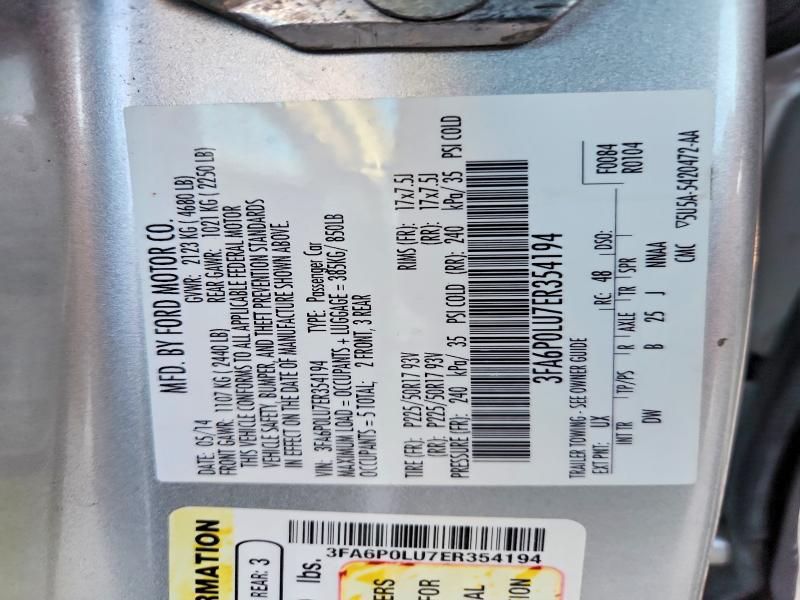 MFD. BY FORD MOTOR CO.
DATE: 05/14 GVWR: 2123 KG ( 4680 LB)
FRONT GAWR: 1107 KG ( 2440 LB) REAR GAWR: 1021 KG ( 2250 LB)
THIS VEHICLE CONFORMS TO ALL APPLICABLE FEDERAL MOTOR
VEHICLE SAFETY, BUMPER, AND THEFT PREVENTION STANDARDS
IN EFFECT ON THE DATE OF MANUFACTURE SHOWN ABOVE.
VIN: 3FA6P0LU7ER354194 TYPE: Passenger Car
MAXIMUM LOAD = OCCUPANTS + LUGGAGE = 385KG/ 850LB
OCCUPANTS = 5 TOTAL: 2 FRONT, 3 REAR
TIRE (FR): P225/50R17 93V RIMS (FR): 17x7.5J
(RR): P225/50R17 93V (RR): 17x7.5J
PRESSURE (FR): 240 kPa/ 35 PSI COLD (RR): 240 kPa/ 35 PSI COLD
3FA6P0LU7ER354194
F0084
TRAILER TOWING - SEE OWNER GUIDE R0104
EXT PNT: UX RC: 48 DSO:
INT TR TP/PS R AXLE TR SPR
DW B 25 J NNAA
CMC ▽5U5A-5420472-AA
3FA6P0LU7ER354194
RMATION
REAR: 3
lbs.
ERS
FOR
AL
TION